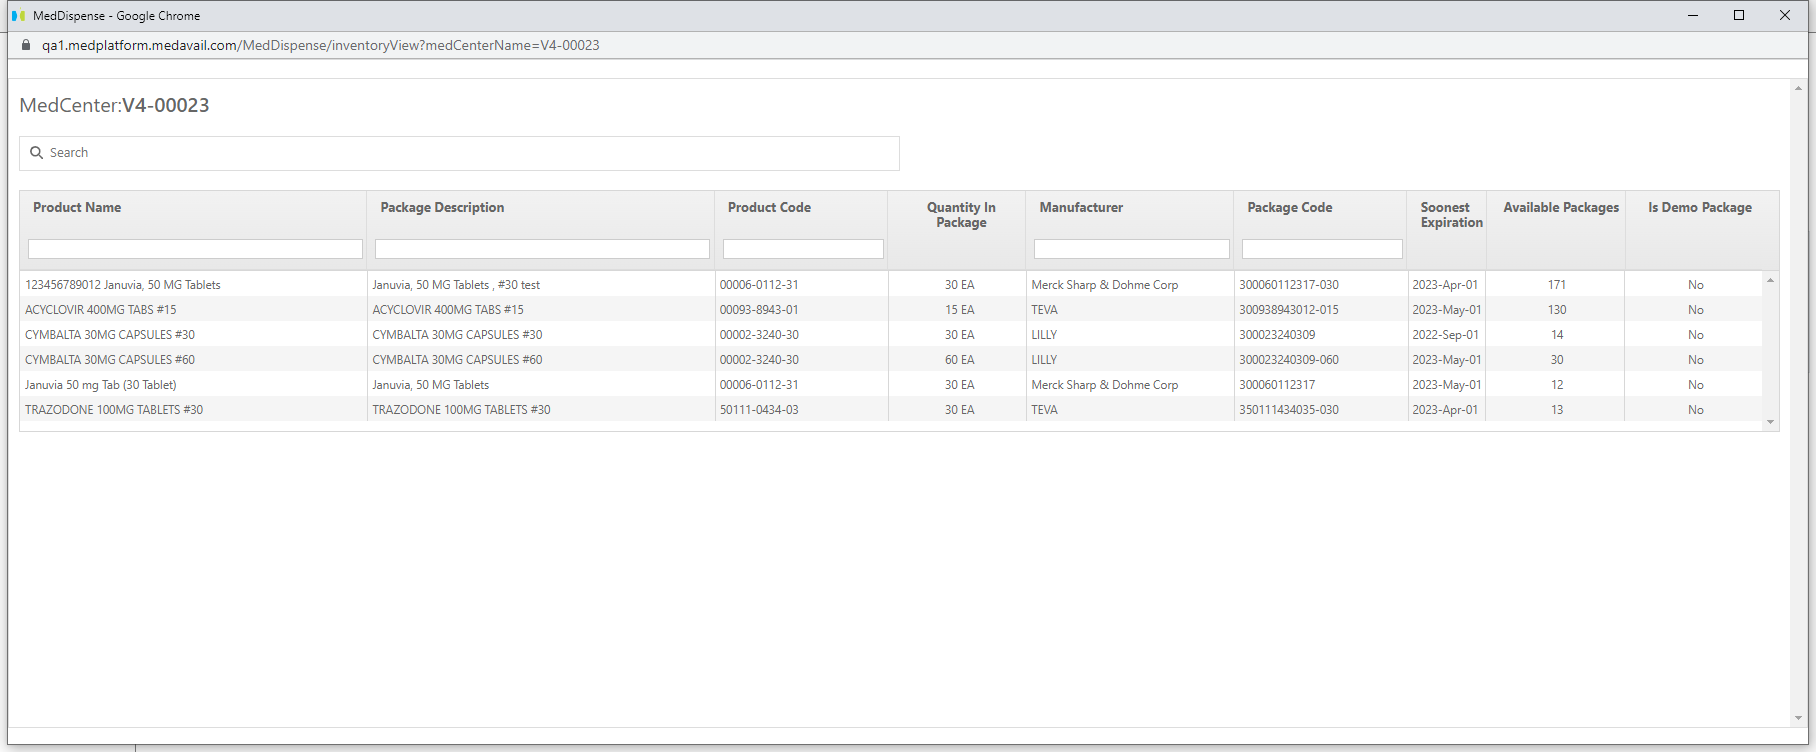 MedDispense - Google Chrome
qa1.medplatform.medavail.com/MedDispense/inventoryView?medCenterName=V4-00023
MedCenter:V4-00023
Search
Product Name Package Description Product Code Quantity In Package Manufacturer Package Code Soonest Expiration Available Packages Is Demo Package
123456789012 Januvia, 50 MG Tablets Januvia, 50 MG Tablets , #30 test 00006-0112-31 30 EA Merck Sharp & Dohme Corp 300060112317-030 2023-Apr-01 171 No
ACYCLOVIR 400MG TABS #15 ACYCLOVIR 400MG TABS #15 00093-8943-01 15 EA TEVA 300938943012-015 2023-May-01 130 No
CYMBALTA 30MG CAPSULES #30 CYMBALTA 30MG CAPSULES #30 00002-3240-30 30 EA LILLY 300023240309 2022-Sep-01 14 No
CYMBALTA 30MG CAPSULES #60 CYMBALTA 30MG CAPSULES #60 00002-3240-30 60 EA LILLY 300023240309-060 2023-May-01 30 No
Januvia 50 mg Tab (30 Tablet) Januvia, 50 MG Tablets 00006-0112-31 30 EA Merck Sharp & Dohme Corp 300060112317 2023-May-01 12 No
TRAZODONE 100MG TABLETS #30 TRAZODONE 100MG TABLETS #30 50111-0434-03 30 EA TEVA 350111434035-030 2023-Apr-01 13 No